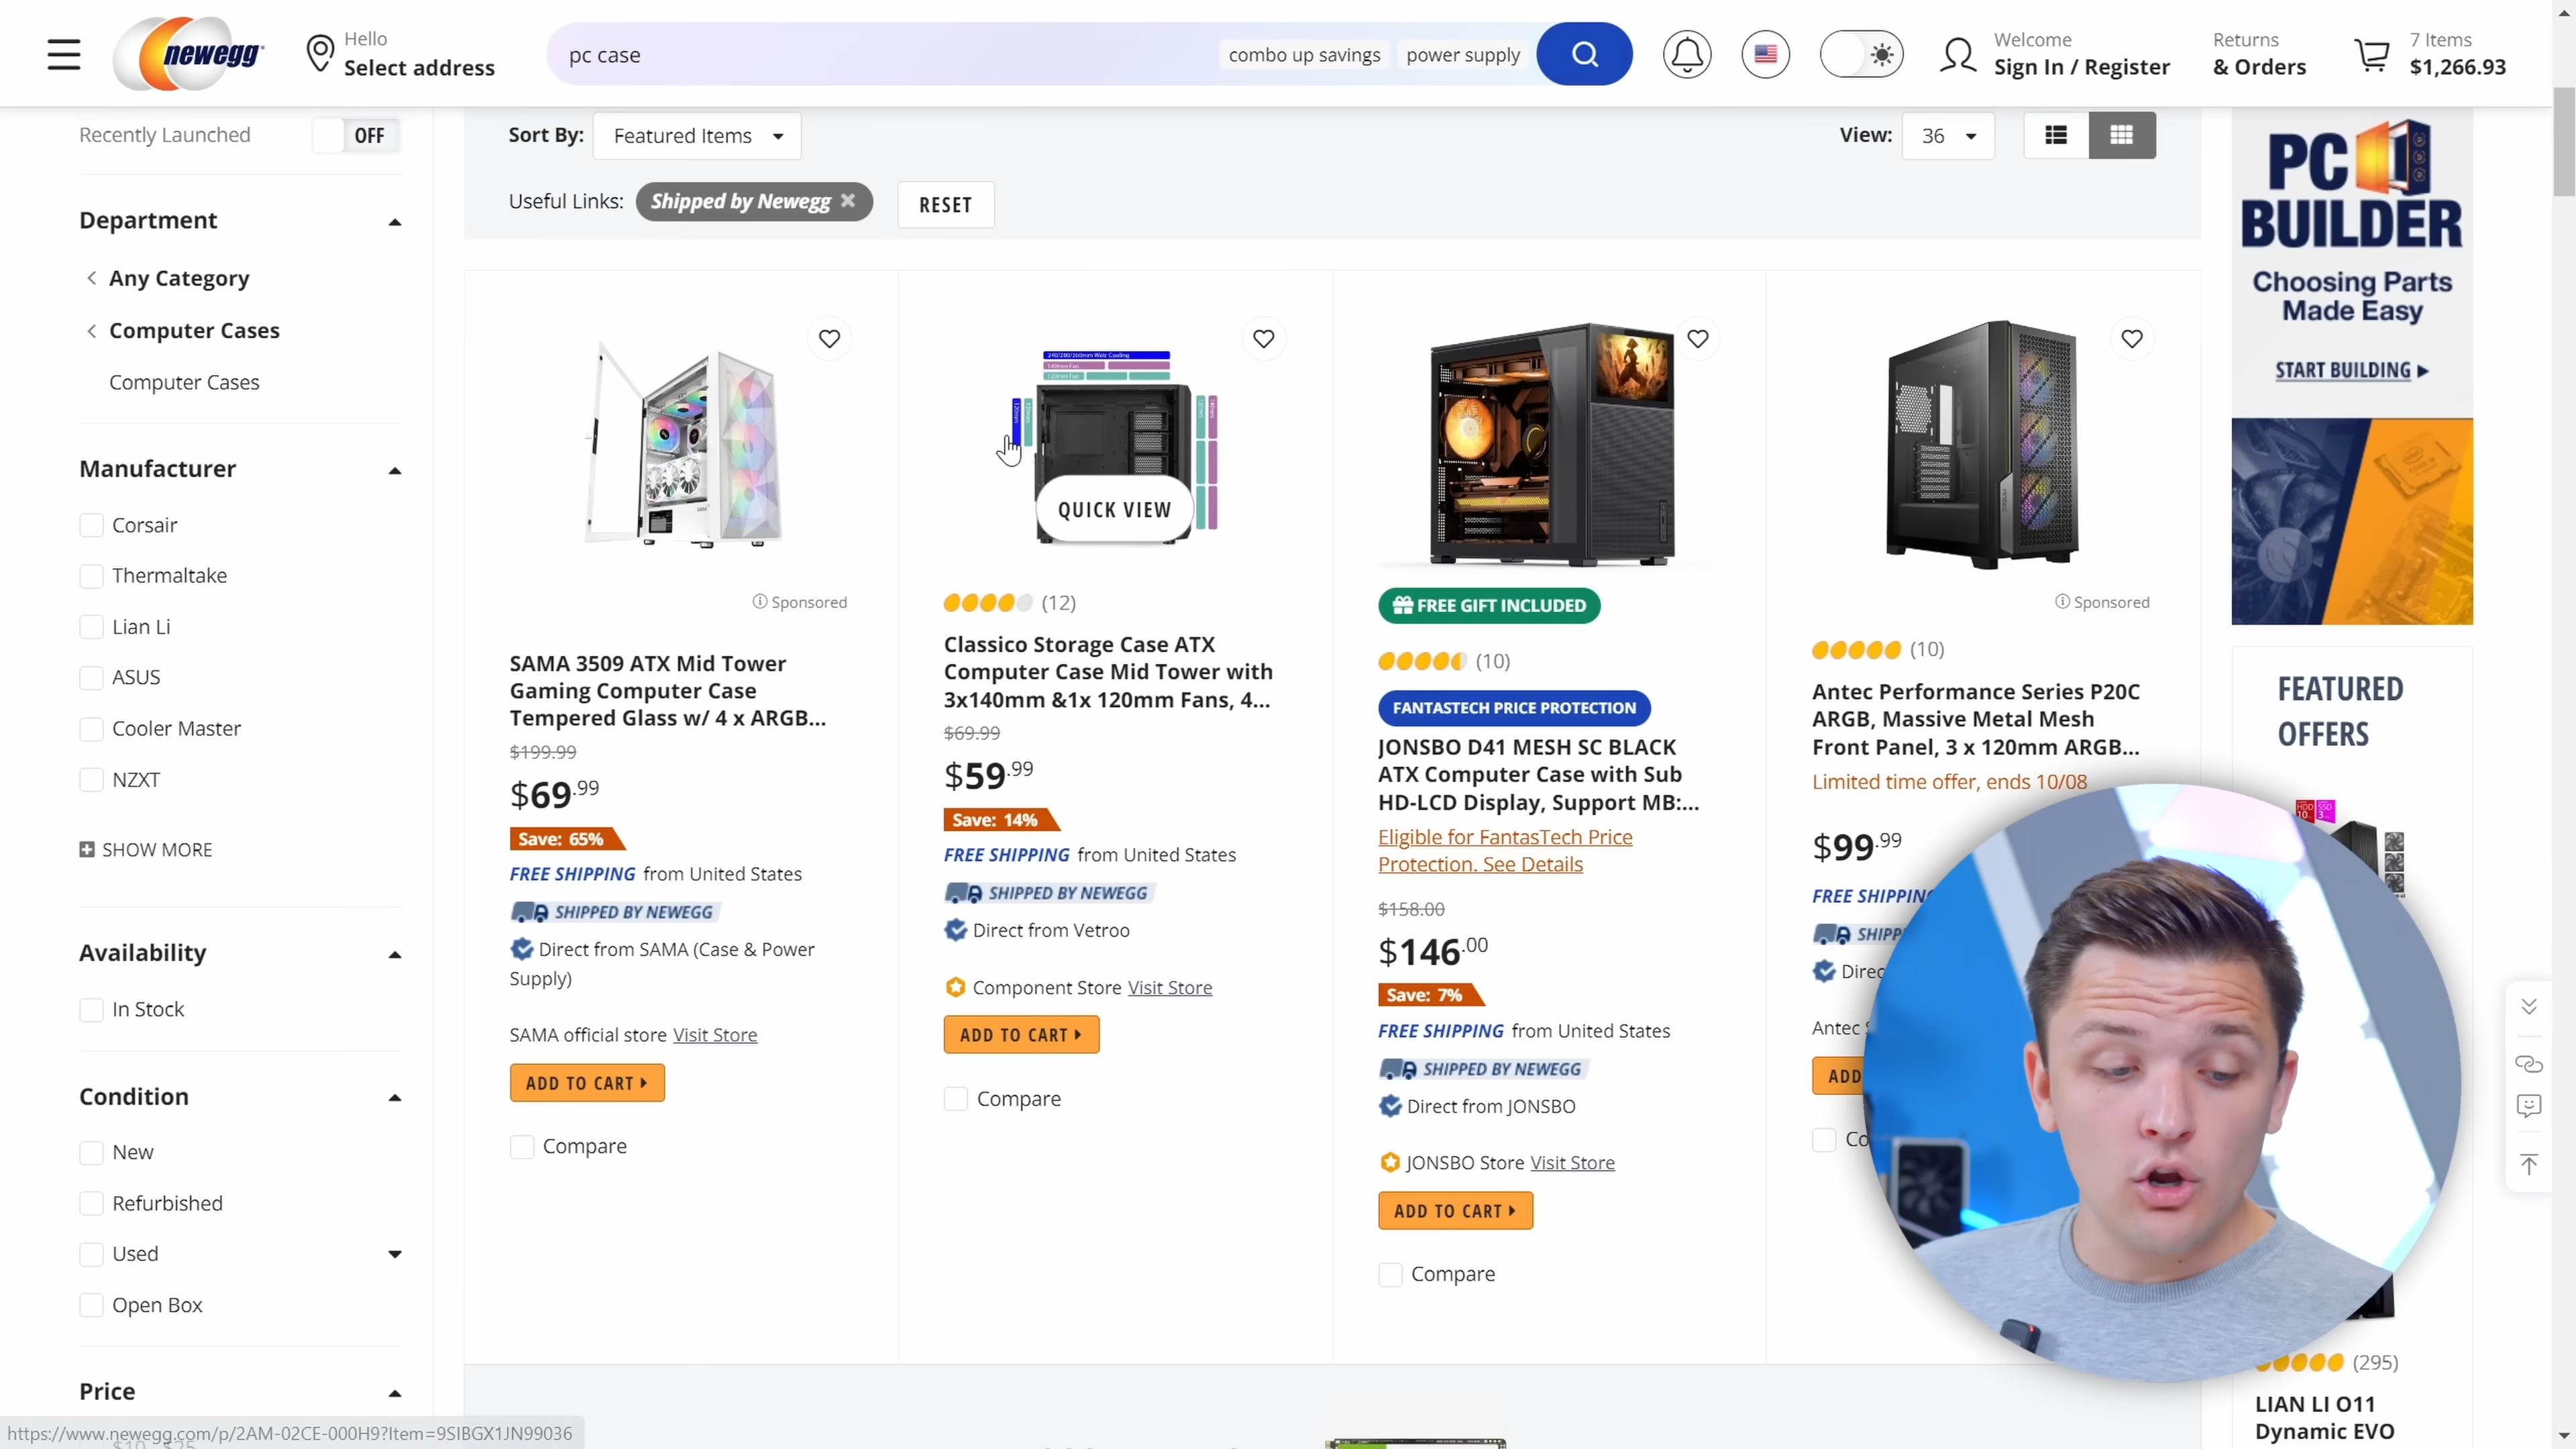 Hello
Select address
newegg
pc case
combo up savings
power supply
Welcome
Sign In / Register
Returns
& Orders
7 Items
$1,266.93
Recently Launched
OFF
Department
Any Category
Computer Cases
Computer Cases
Manufacturer
Corsair
Thermaltake
Lian Li
ASUS
Cooler Master
NZXT
SHOW MORE
Availability
In Stock
Condition
New
Refurbished
Used
Open Box
Price
https://www.newegg.com/p/2AM-02CE-000H9?Item=9SIBGX1JN99036
Sort By:
Featured Items
View:
36
Useful Links:
Shipped by Newegg
RESET
Sponsored
SAMA 3509 ATX Mid Tower
Gaming Computer Case
Tempered Glass w/ 4 x ARGB...
$199.99
$69.99
Save: 65%
FREE SHIPPING from United States
SHIPPED BY NEWEGG
Direct from SAMA (Case & Power
Supply)
SAMA official store Visit Store
ADD TO CART
Compare
240/280/360mm Watr Cooling
140mm Fan
120mm Fan
QUICK VIEW
(12)
Classico Storage Case ATX
Computer Case Mid Tower with
3x140mm &1x 120mm Fans, 4...
$69.99
$59.99
Save: 14%
FREE SHIPPING from United States
SHIPPED BY NEWEGG
Direct from Vetroo
Component Store Visit Store
ADD TO CART
Compare
FREE GIFT INCLUDED
(10)
FANTASTECH PRICE PROTECTION
JONSBO D41 MESH SC BLACK
ATX Computer Case with Sub
HD-LCD Display, Support MB:...
Eligible for FantasTech Price
Protection. See Details
$158.00
$146.00
Save: 7%
FREE SHIPPING from United States
SHIPPED BY NEWEGG
Direct from JONSBO
JONSBO Store Visit Store
ADD TO CART
Compare
Sponsored
(10)
Antec Performance Series P20C
ARGB, Massive Metal Mesh
Front Panel, 3 x 120mm ARGB...
Limited time offer, ends 10/08
$99.99
FREE SHIPPIN
SHIPP
Direc
Antec
ADD
Co
PC
BUILDER
Choosing Parts
Made Easy
START BUILDING
FEATURED
OFFERS
(295)
LIAN LI O11
Dynamic EVO